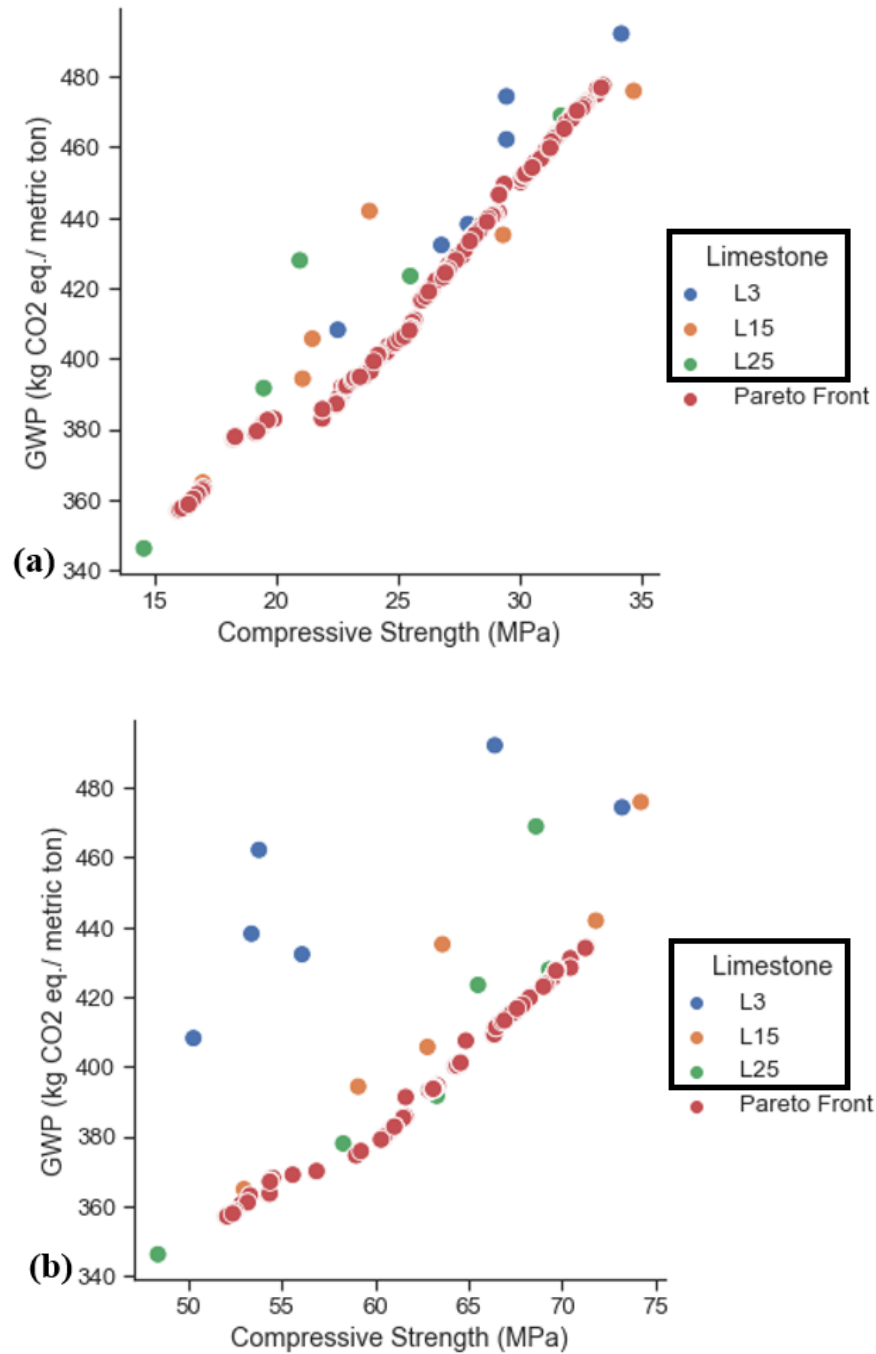 480
460
440
420
400
380
360
340
GWP (kg CO2 eq./ metric ton)
15
20
25
30
35
Compressive Strength (MPa)
(a)
Limestone
L3
L15
L25
Pareto Front
480
460
440
420
400
380
360
340
GWP (kg CO2 eq./ metric ton)
50
55
60
65
70
75
Compressive Strength (MPa)
(b)
Limestone
L3
L15
L25
Pareto Front